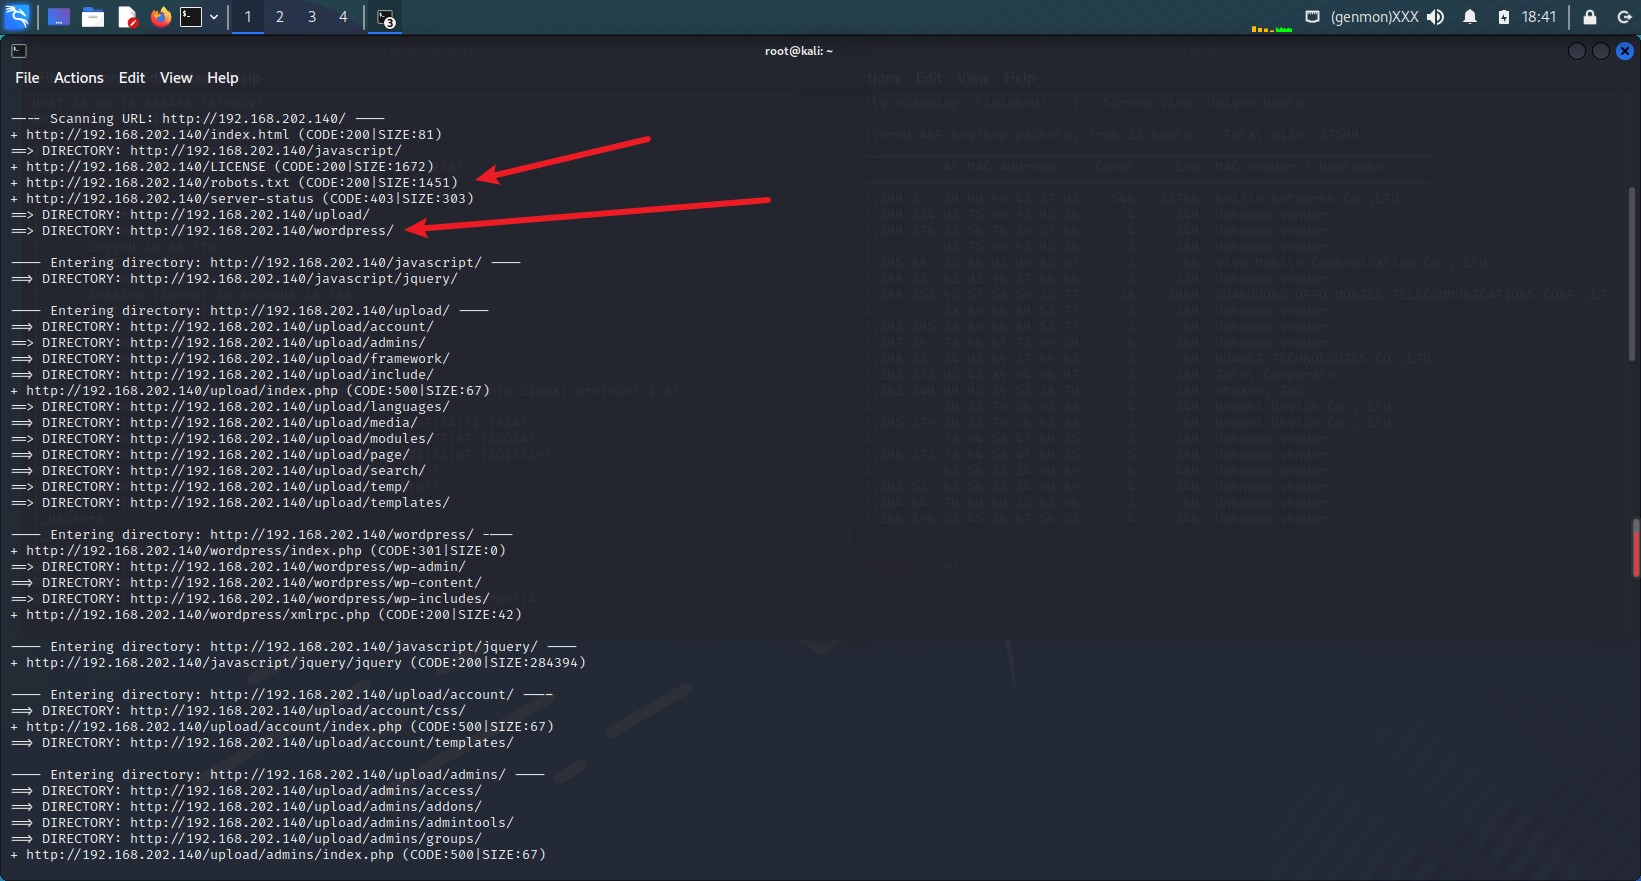 1 2 3 4 3 (genmon)XXX 18:41
root@kali: ~
File Actions Edit View Help
---- Scanning URL: http://192.168.202.140/ ----
+ http://192.168.202.140/index.html (CODE:200|SIZE:81)
==> DIRECTORY: http://192.168.202.140/javascript/
+ http://192.168.202.140/LICENSE (CODE:200|SIZE:1672)
+ http://192.168.202.140/robots.txt (CODE:200|SIZE:1451)
+ http://192.168.202.140/server-status (CODE:403|SIZE:303)
==> DIRECTORY: http://192.168.202.140/upload/
==> DIRECTORY: http://192.168.202.140/wordpress/
---- Entering directory: http://192.168.202.140/javascript/ ----
==> DIRECTORY: http://192.168.202.140/javascript/jquery/
---- Entering directory: http://192.168.202.140/upload/ ----
==> DIRECTORY: http://192.168.202.140/upload/account/
==> DIRECTORY: http://192.168.202.140/upload/admins/
==> DIRECTORY: http://192.168.202.140/upload/framework/
==> DIRECTORY: http://192.168.202.140/upload/include/
+ http://192.168.202.140/upload/index.php (CODE:500|SIZE:67)
==> DIRECTORY: http://192.168.202.140/upload/languages/
==> DIRECTORY: http://192.168.202.140/upload/media/
==> DIRECTORY: http://192.168.202.140/upload/modules/
==> DIRECTORY: http://192.168.202.140/upload/page/
==> DIRECTORY: http://192.168.202.140/upload/search/
==> DIRECTORY: http://192.168.202.140/upload/temp/
==> DIRECTORY: http://192.168.202.140/upload/templates/
---- Entering directory: http://192.168.202.140/wordpress/ ----
+ http://192.168.202.140/wordpress/index.php (CODE:301|SIZE:0)
==> DIRECTORY: http://192.168.202.140/wordpress/wp-admin/
==> DIRECTORY: http://192.168.202.140/wordpress/wp-content/
==> DIRECTORY: http://192.168.202.140/wordpress/wp-includes/
+ http://192.168.202.140/wordpress/xmlrpc.php (CODE:200|SIZE:42)
---- Entering directory: http://192.168.202.140/javascript/jquery/ ----
+ http://192.168.202.140/javascript/jquery/jquery (CODE:200|SIZE:284394)
---- Entering directory: http://192.168.202.140/upload/account/ ----
==> DIRECTORY: http://192.168.202.140/upload/account/css/
+ http://192.168.202.140/upload/account/index.php (CODE:500|SIZE:67)
==> DIRECTORY: http://192.168.202.140/upload/account/templates/
---- Entering directory: http://192.168.202.140/upload/admins/ ----
==> DIRECTORY: http://192.168.202.140/upload/admins/access/
==> DIRECTORY: http://192.168.202.140/upload/admins/addons/
==> DIRECTORY: http://192.168.202.140/upload/admins/admintools/
==> DIRECTORY: http://192.168.202.140/upload/admins/groups/
+ http://192.168.202.140/upload/admins/index.php (CODE:500|SIZE:67)